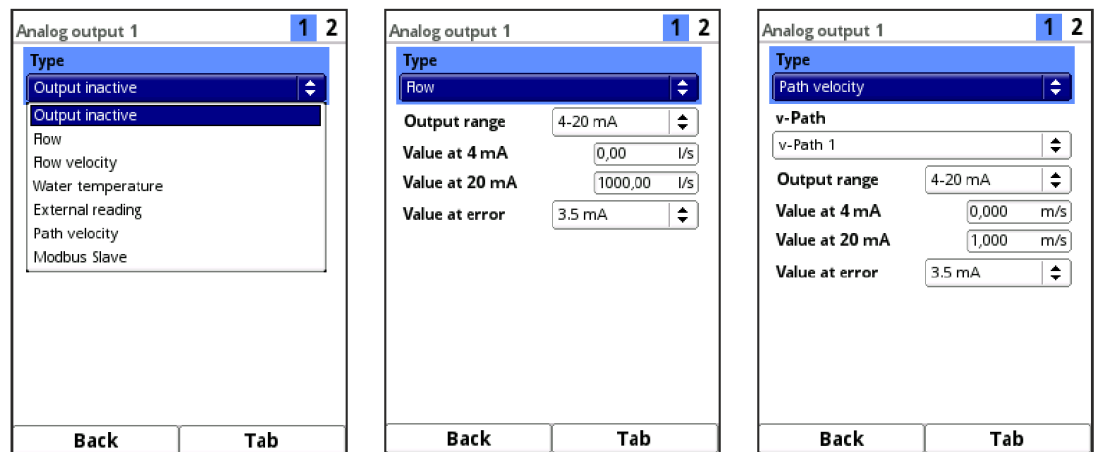 Analog output 1 1 2
Type
Output inactive
Output inactive
Flow
Flow velocity
Water temperature
External reading
Path velocity
Modbus Slave
Back Tab
Analog output 1 1 2
Type
Flow
Output range 4-20 mA
Value at 4 mA 0,00 l/s
Value at 20 mA 1000,00 l/s
Value at error 3.5 mA
Back Tab
Analog output 1 1 2
Type
Path velocity
v-Path
v-Path 1
Output range 4-20 mA
Value at 4 mA 0,000 m/s
Value at 20 mA 1,000 m/s
Value at error 3.5 mA
Back Tab